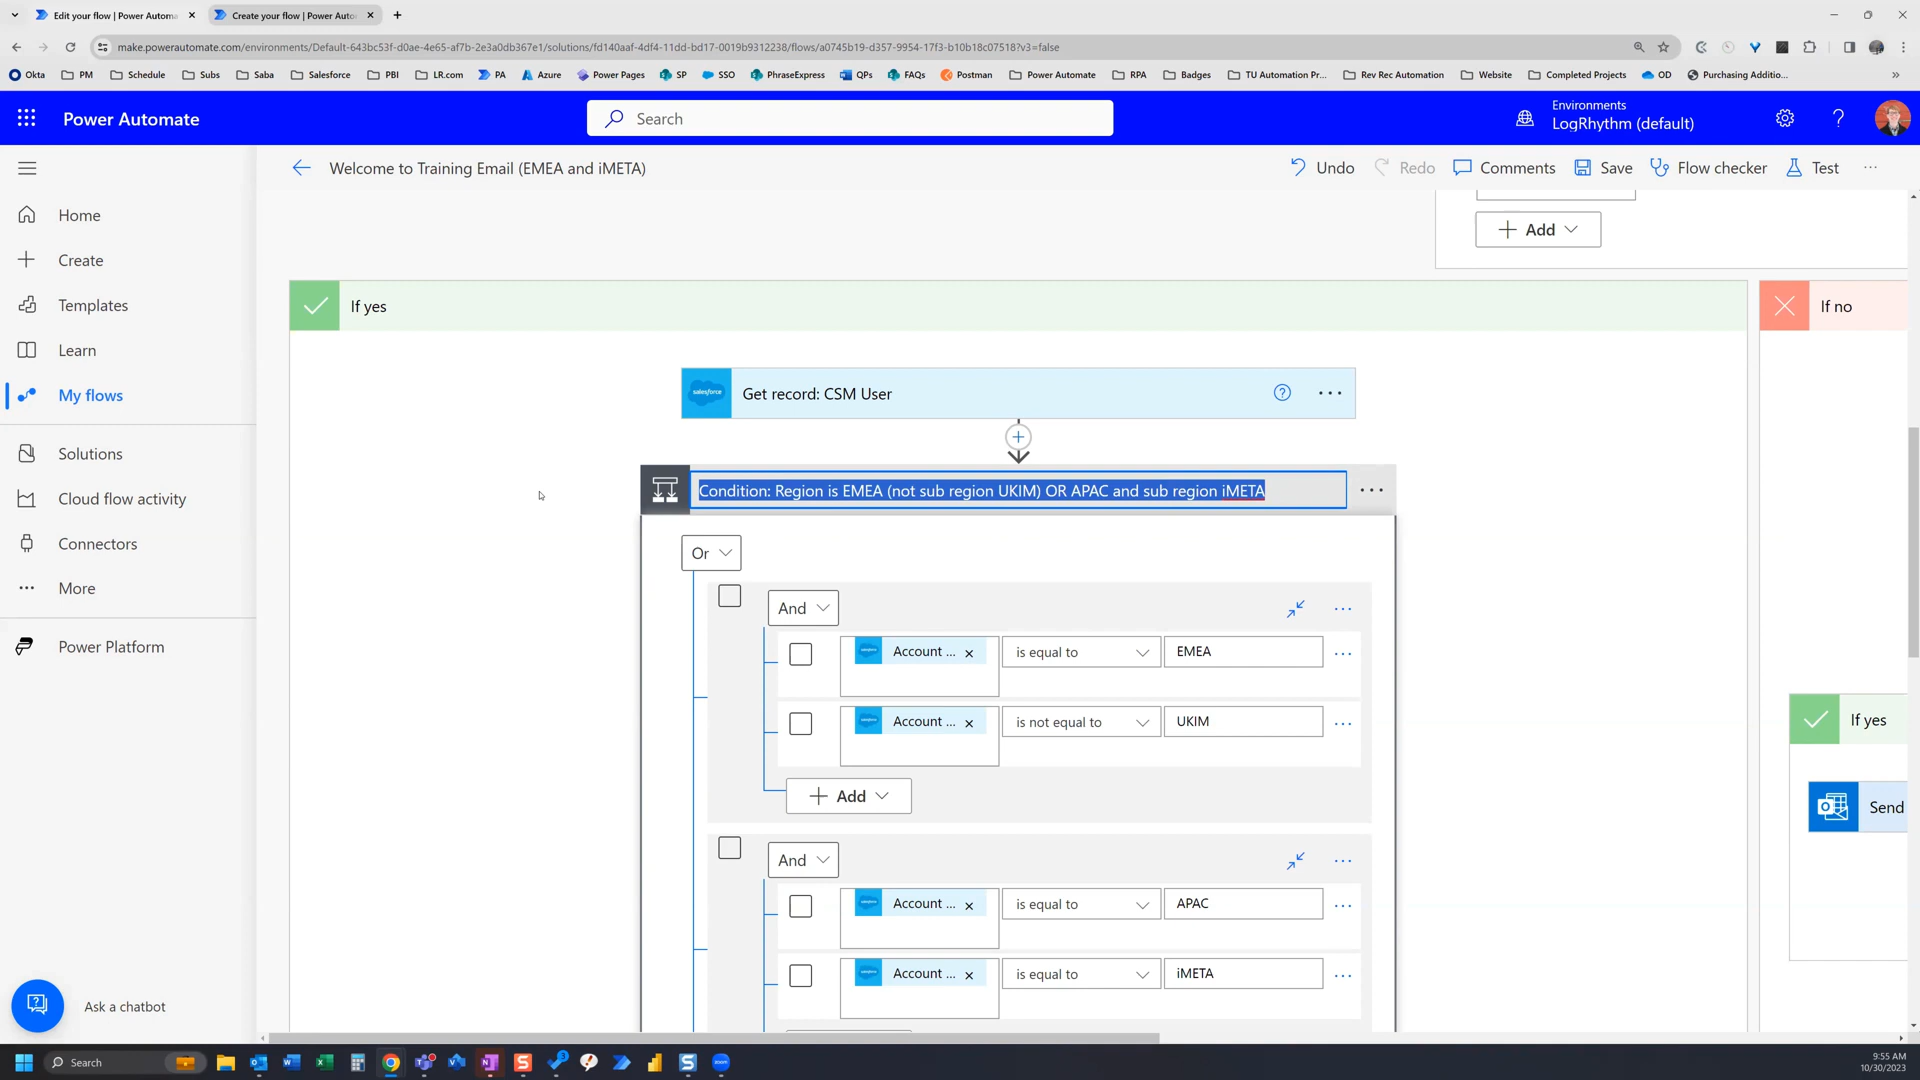 Edit your flow | Power Automa
Create your flow | Power Auto
make.powerautomate.com/environments/Default-643bc53f-d0ae-4e65-af7b-2e3a0db367e1/solutions/fd140aaf-4df4-11dd-bd17-0019b9312238/flows/a0745b19-d357-9954-17f3-b10b18c07518?v3=false
Okta
PM
Schedule
Subs
Saba
Salesforce
PBI
LR.com
PA
Azure
Power Pages
SP
SSO
PhraseExpress
QPs
FAQs
Postman
Power Automate
RPA
Badges
TU Automation Pr...
Rev Rec Automation
Website
Completed Projects
OD
Purchasing Additio...
Power Automate
Search
Environments
LogRhythm (default)
Welcome to Training Email (EMEA and iMETA)
Undo
Redo
Comments
Save
Flow checker
Test
Home
Create
Templates
Learn
My flows
Solutions
Cloud flow activity
Connectors
More
Power Platform
Ask a chatbot
Add
If yes
If no
salesforce
Get record: CSM User
Condition: Region is EMEA (not sub region UKIM) OR APAC and sub region iMETA
Or
And
Account ...
is equal to
EMEA
Account ...
is not equal to
UKIM
Add
And
Account ...
is equal to
APAC
Account ...
is equal to
iMETA
If yes
Send
Search
9:55 AM
10/30/2023